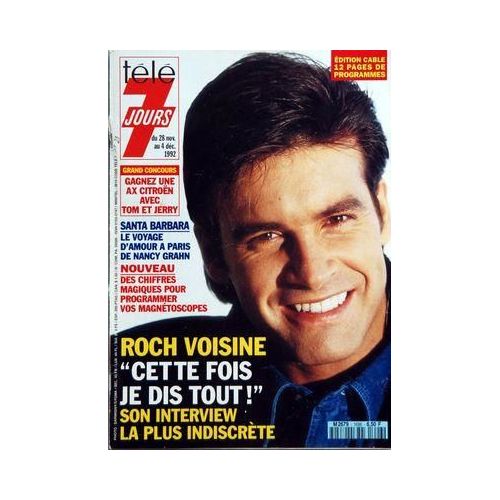 télé
7
JOURS
du 28 nov.
au 4 déc.
1992
ÉDITION CABLE
12 PAGES DE
PROGRAMMES
GRAND CONCOURS
GAGNEZ UNE
AX CITROËN
AVEC
TOM ET JERRY
SANTA BARBARA
LE VOYAGE
D'AMOUR A PARIS
DE NANCY GRAHN
NOUVEAU
DES CHIFFRES
MAGIQUES POUR
PROGRAMMER
VOS MAGNÉTOSCOPES
ROCH VOISINE
"CETTE FOIS
JE DIS TOUT !"
SON INTERVIEW
LA PLUS INDISCRÈTE
M 2679
6,50 F